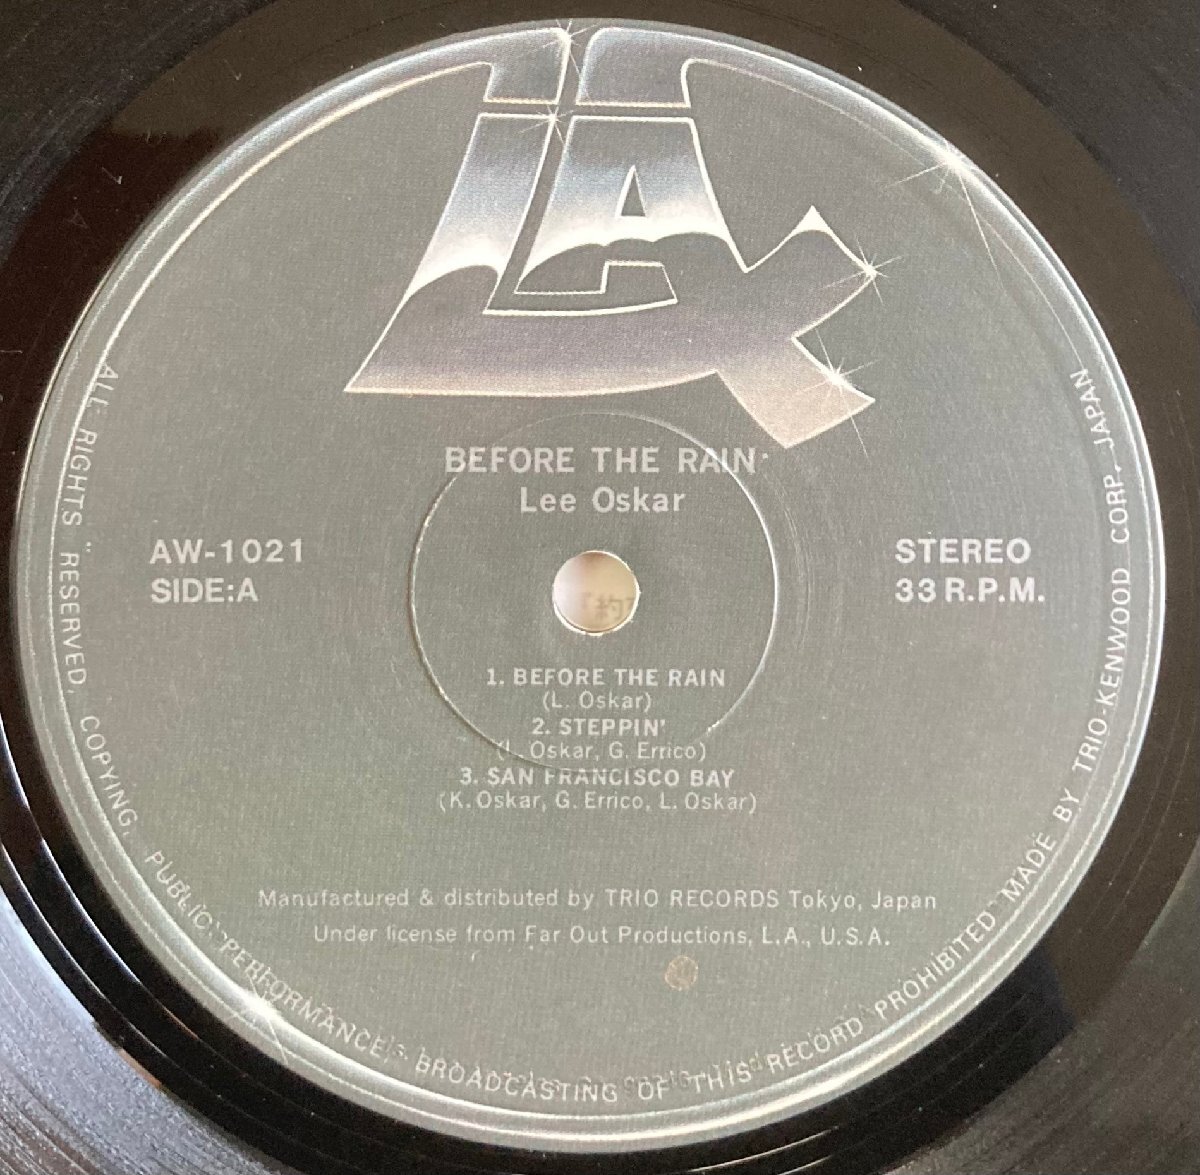 LAX
BEFORE THE RAIN
Lee Oskar
AW-1021
SIDE:A
STEREO
33 R.P.M.
1. BEFORE THE RAIN
(L. Oskar)
2. STEPPIN'
(L. Oskar, G. Errico)
3. SAN FRANCISCO BAY
(K. Oskar, G. Errico, L. Oskar)
Manufactured & distributed by TRIO RECORDS Tokyo, Japan
Under license from Far Out Productions, L.A., U.S.A.
ALL RIGHTS RESERVED. COPYING, PUBLIC PERFORMANCE, BROADCASTING OF THIS RECORD PROHIBITED MADE BY TRIO-KENWOOD CORP. JAPAN